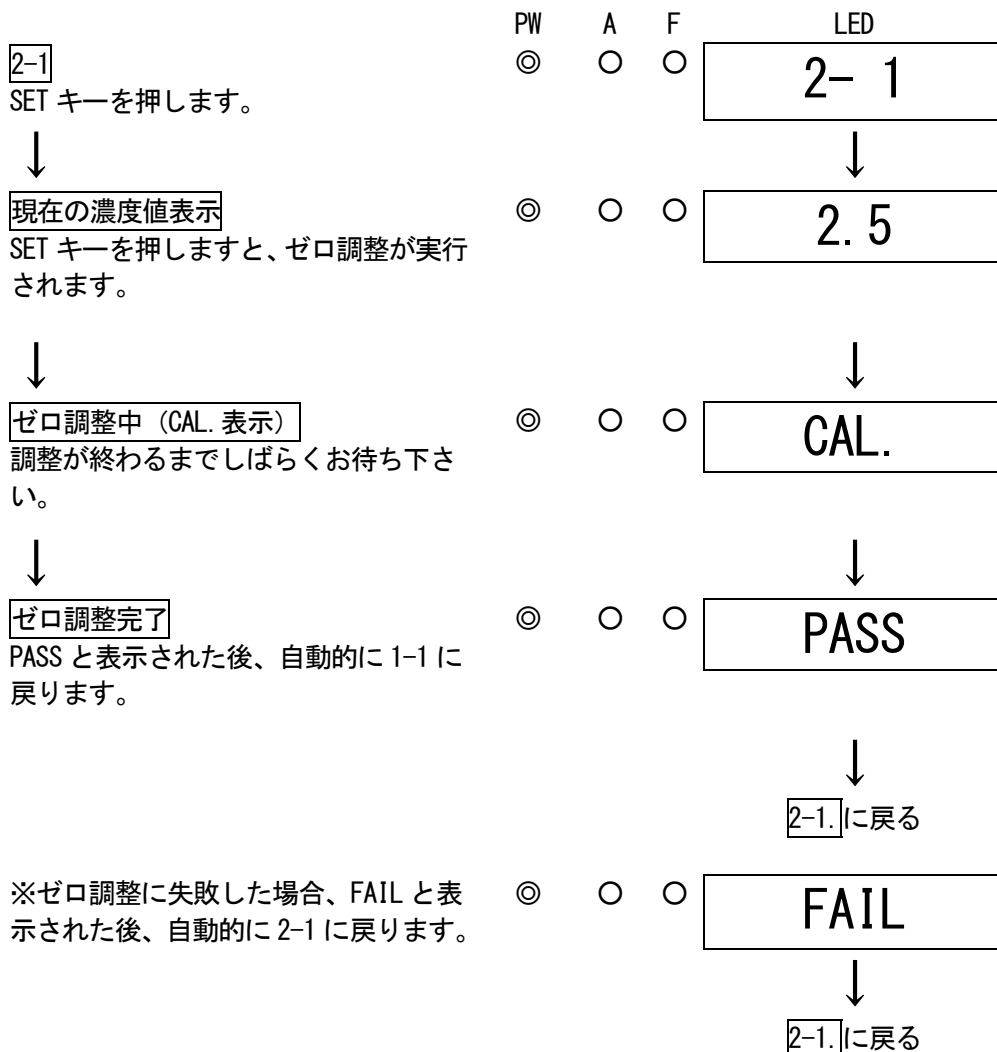 PW A F LED
2-1 ◎ ○ ○ 2- 1
SET キーを押します。
↓ ↓
現在の濃度値表示 ◎ ○ ○ 2.5
SET キーを押しますと、ゼロ調整が実行
されます。
↓ ↓
ゼロ調整中（CAL.表示） ◎ ○ ○ CAL.
調整が終わるまでしばらくお待ち下さ
い。
↓ ↓
ゼロ調整完了 ◎ ○ ○ PASS
PASS と表示された後、自動的に 1-1 に
戻ります。
↓
2-1.に戻る
※ゼロ調整に失敗した場合、FAIL と表 ◎ ○ ○ FAIL
示された後、自動的に 2-1 に戻ります。
↓
2-1.に戻る